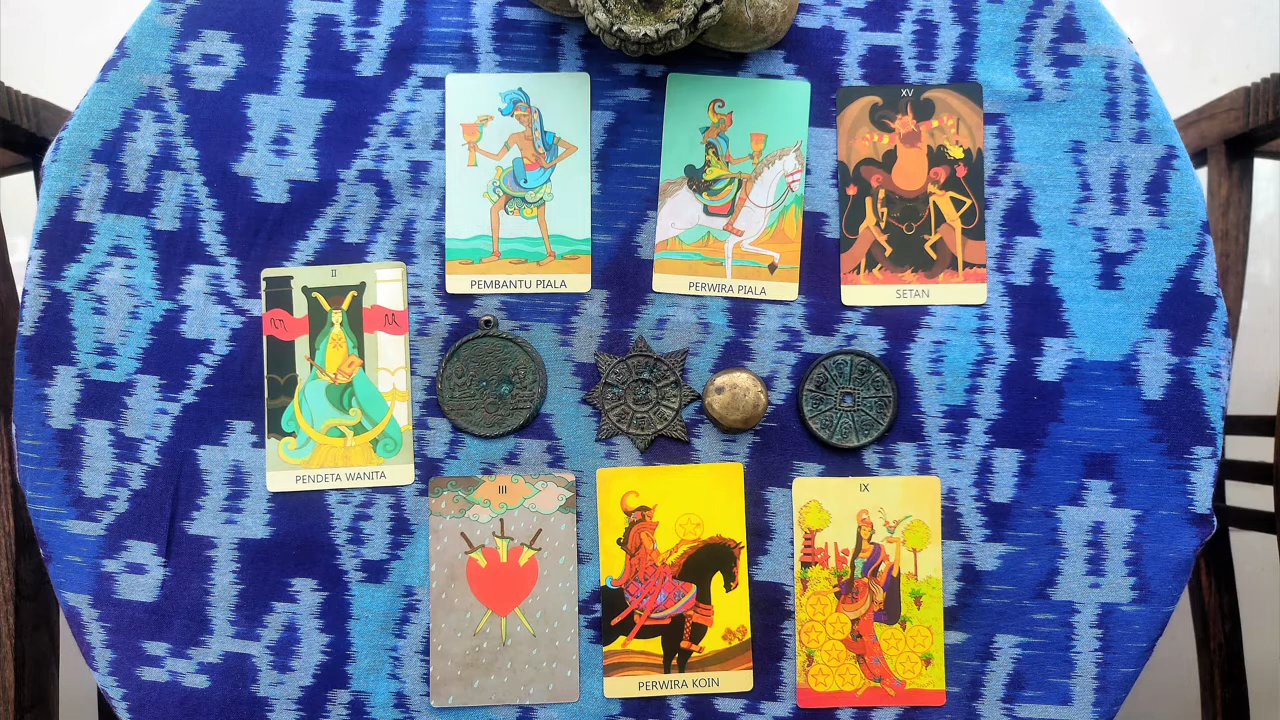 PEMBANTU PIALA
PERWIRA PIALA
XV
SETAN
II
PENDETA WANITA
III
PERWIRA KOIN
IX